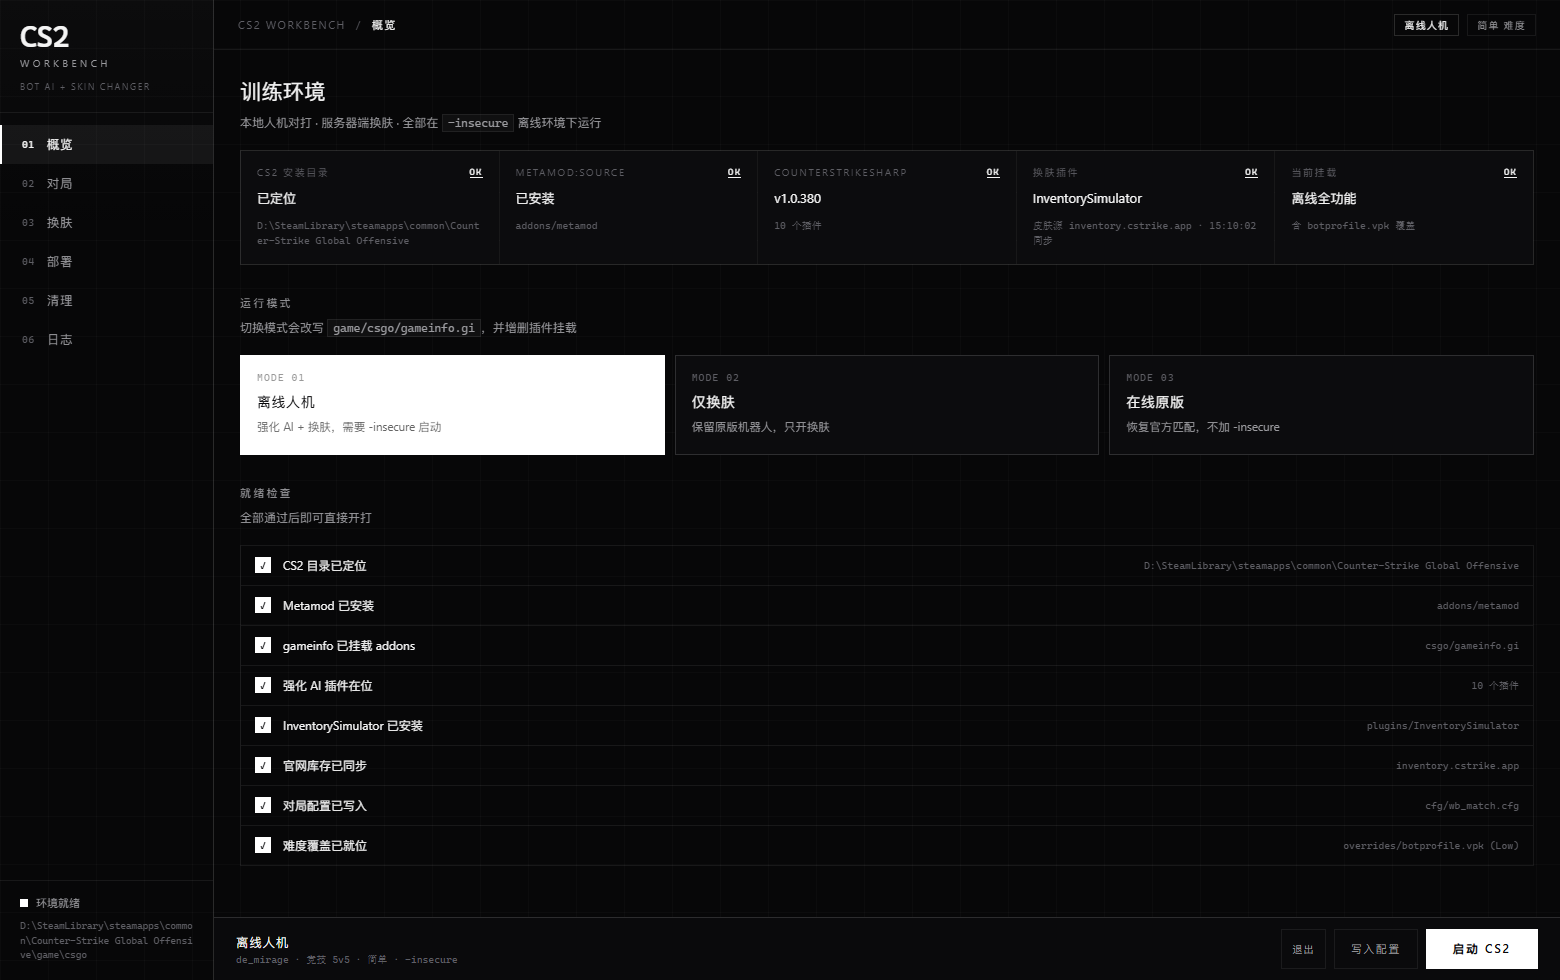 CS2
WORKBENCH
BOT AI + SKIN CHANGER
01 概览
02 对局
03 换肤
04 部署
05 清理
06 日志
环境就绪
D:\SteamLibrary\steamapps\commo
n\Counter-Strike Global Offensi
ve\game\csgo
CS2 WORKBENCH / 概览
离线人机
简单 难度
训练环境
本地人机对打 · 服务器端换肤 · 全部在 -insecure 离线环境下运行
CS2 安装目录 OK
已定位
D:\SteamLibrary\steamapps\common\Count
er-Strike Global Offensive
METAMOD:SOURCE OK
已安装
addons/metamod
COUNTERSTRIKESHARP OK
v1.0.380
10 个插件
换肤插件 OK
InventorySimulator
皮肤源 inventory.cstrike.app · 15:10:02
同步
当前挂载 OK
离线全功能
含 botprofile.vpk 覆盖
运行模式
切换模式会改写 game/csgo/gameinfo.gi，并增删插件挂载
MODE 01
离线人机
强化 AI + 换肤，需要 -insecure 启动
MODE 02
仅换肤
保留原版机器人，只开换肤
MODE 03
在线原版
恢复官方匹配，不加 -insecure
就绪检查
全部通过后即可直接开打
✓ CS2 目录已定位 D:\SteamLibrary\steamapps\common\Counter-Strike Global Offensive
✓ Metamod 已安装 addons/metamod
✓ gameinfo 已挂载 addons csgo/gameinfo.gi
✓ 强化 AI 插件在位 10 个插件
✓ InventorySimulator 已安装 plugins/InventorySimulator
✓ 官网库存已同步 inventory.cstrike.app
✓ 对局配置已写入 cfg/wb_match.cfg
✓ 难度覆盖已就位 overrides/botprofile.vpk (Low)
离线人机
de_mirage · 竞技 5v5 · 简单 · -insecure
退出
写入配置
启动 CS2